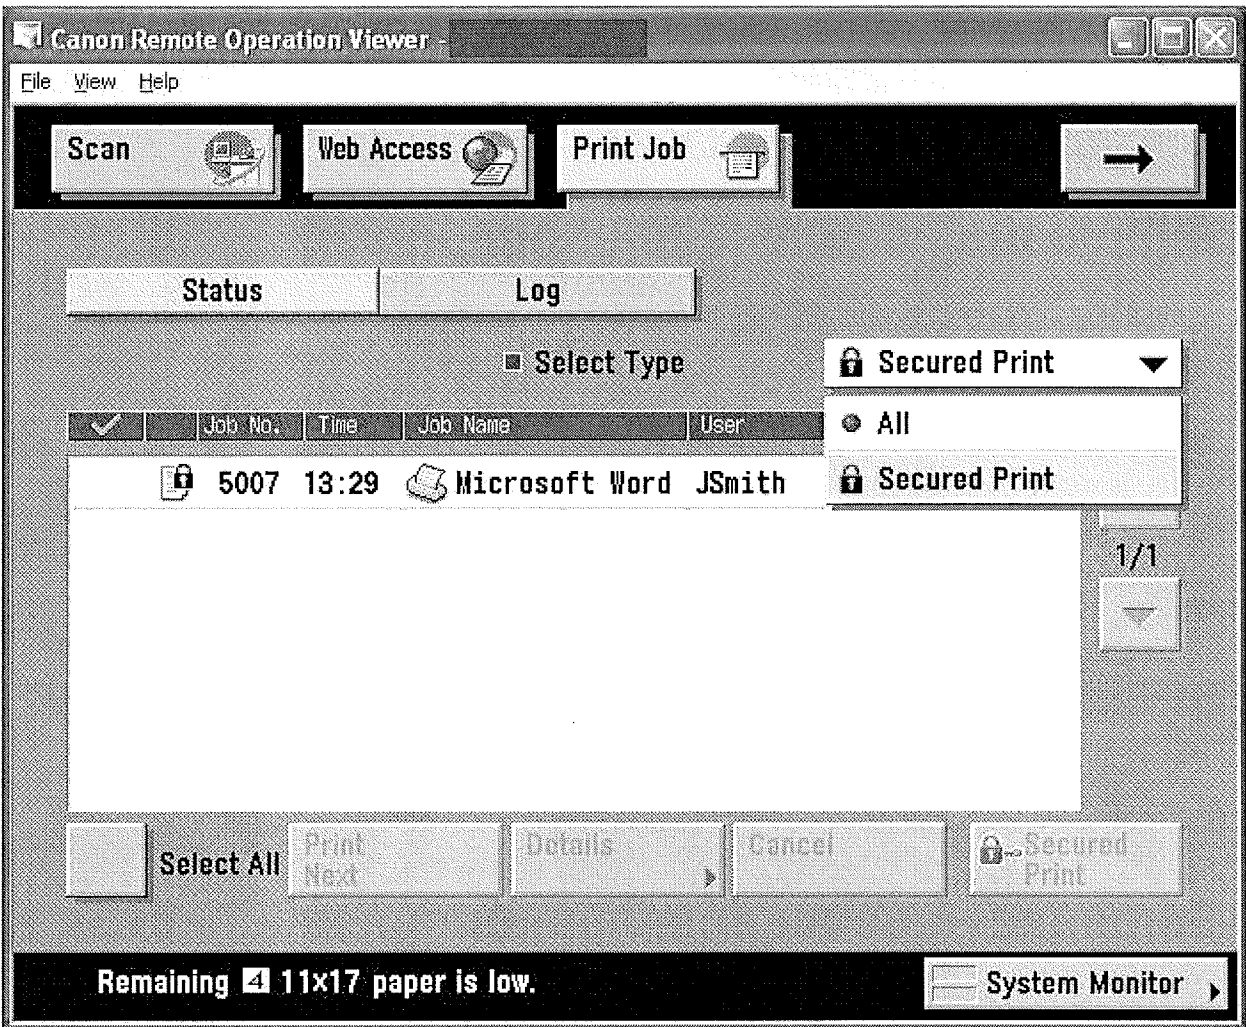 Canon Remote Operation Viewer -
File View Help
Scan Web Access Print Job
Status Log
Select Type Secured Print
Job No. Time Job Name User
All
5007 13:29 Microsoft Word JSmith Secured Print
1/1
Select All Print Next Details Cancel Secured Print
Remaining 4 11x17 paper is low. System Monitor